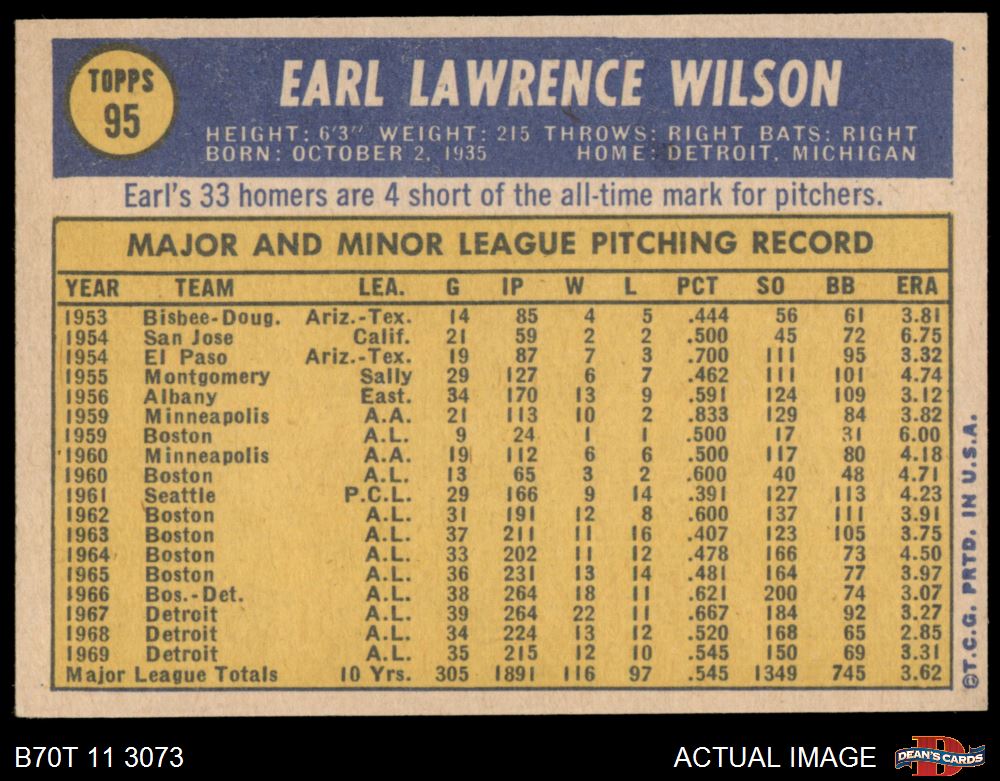 TOPPS
95
EARL LAWRENCE WILSON
HEIGHT: 6'3" WEIGHT: 215 THROWS: RIGHT BATS: RIGHT
BORN: OCTOBER 2, 1935 HOME: DETROIT, MICHIGAN
Earl's 33 homers are 4 short of the all-time mark for pitchers.
MAJOR AND MINOR LEAGUE PITCHING RECORD
YEAR TEAM LEA. G IP W L PCT SO BB ERA
1953 Bisbee-Doug. Ariz.-Tex. 14 85 4 5 .444 56 61 3.81
1954 San Jose Calif. 21 59 2 2 .500 45 72 6.75
1954 El Paso Ariz.-Tex. 19 87 7 3 .700 111 95 3.32
1955 Montgomery Sally 29 127 6 7 .462 111 101 4.74
1956 Albany East. 34 170 13 9 .591 124 109 3.12
1959 Minneapolis A.A. 21 113 10 2 .833 129 84 3.82
1959 Boston A.L. 9 24 1 1 .500 17 31 6.00
1960 Minneapolis A.A. 19 112 6 6 .500 117 80 4.18
1960 Boston A.L. 13 65 3 2 .600 40 48 4.71
1961 Seattle P.C.L. 29 166 9 14 .391 127 113 4.23
1962 Boston A.L. 31 191 12 8 .600 137 111 3.91
1963 Boston A.L. 37 211 11 16 .407 123 105 3.75
1964 Boston A.L. 33 202 11 12 .478 166 73 4.50
1965 Boston A.L. 36 231 13 14 .481 164 77 3.97
1966 Bos.-Det. A.L. 38 264 18 11 .621 200 74 3.07
1967 Detroit A.L. 39 264 22 11 .667 184 92 3.27
1968 Detroit A.L. 34 224 13 12 .520 168 65 2.85
1969 Detroit A.L. 35 215 12 10 .545 150 69 3.31
Major League Totals 10 Yrs. 305 1891 116 97 .545 1349 745 3.62
©T.C.G. PRTD. IN U.S.A.
B70T 11 3073
ACTUAL IMAGE
D
DEAN'S CARDS